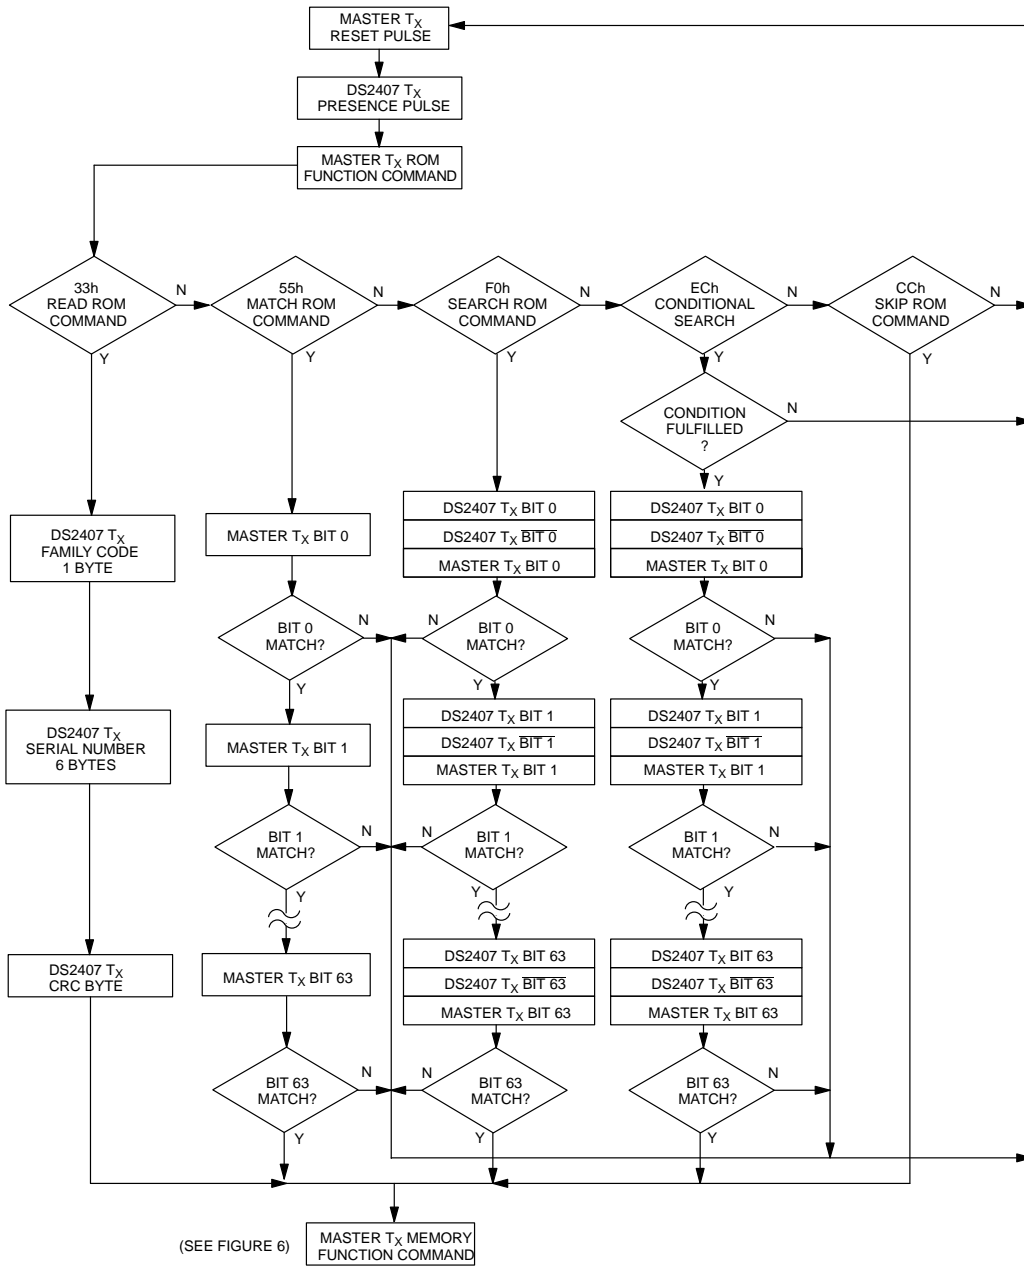 MASTER TX
RESET PULSE
DS2407 TX
PRESENCE PULSE
MASTER TX ROM
FUNCTION COMMAND
33h
READ ROM
COMMAND
N
Y
55h
MATCH ROM
COMMAND
N
Y
F0h
SEARCH ROM
COMMAND
N
Y
ECh
CONDITIONAL
SEARCH
N
Y
CCh
SKIP ROM
COMMAND
N
Y
CONDITION
FULFILLED
?
N
Y
DS2407 TX
FAMILY CODE
1 BYTE
DS2407 TX
SERIAL NUMBER
6 BYTES
DS2407 TX
CRC BYTE
MASTER TX BIT 0
BIT 0
MATCH?
N
Y
MASTER TX BIT 1
BIT 1
MATCH?
N
Y
MASTER TX BIT 63
BIT 63
MATCH?
N
Y
DS2407 TX BIT 0
DS2407 TX BIT 0
MASTER TX BIT 0
BIT 0
MATCH?
N
Y
DS2407 TX BIT 1
DS2407 TX BIT 1
MASTER TX BIT 1
BIT 1
MATCH?
N
Y
DS2407 TX BIT 63
DS2407 TX BIT 63
MASTER TX BIT 63
BIT 63
MATCH?
N
Y
DS2407 TX BIT 0
DS2407 TX BIT 0
MASTER TX BIT 0
BIT 0
MATCH?
N
Y
DS2407 TX BIT 1
DS2407 TX BIT 1
MASTER TX BIT 1
BIT 1
MATCH?
N
Y
DS2407 TX BIT 63
DS2407 TX BIT 63
MASTER TX BIT 63
BIT 63
MATCH?
N
Y
(SEE FIGURE 6)
MASTER TX MEMORY
FUNCTION COMMAND